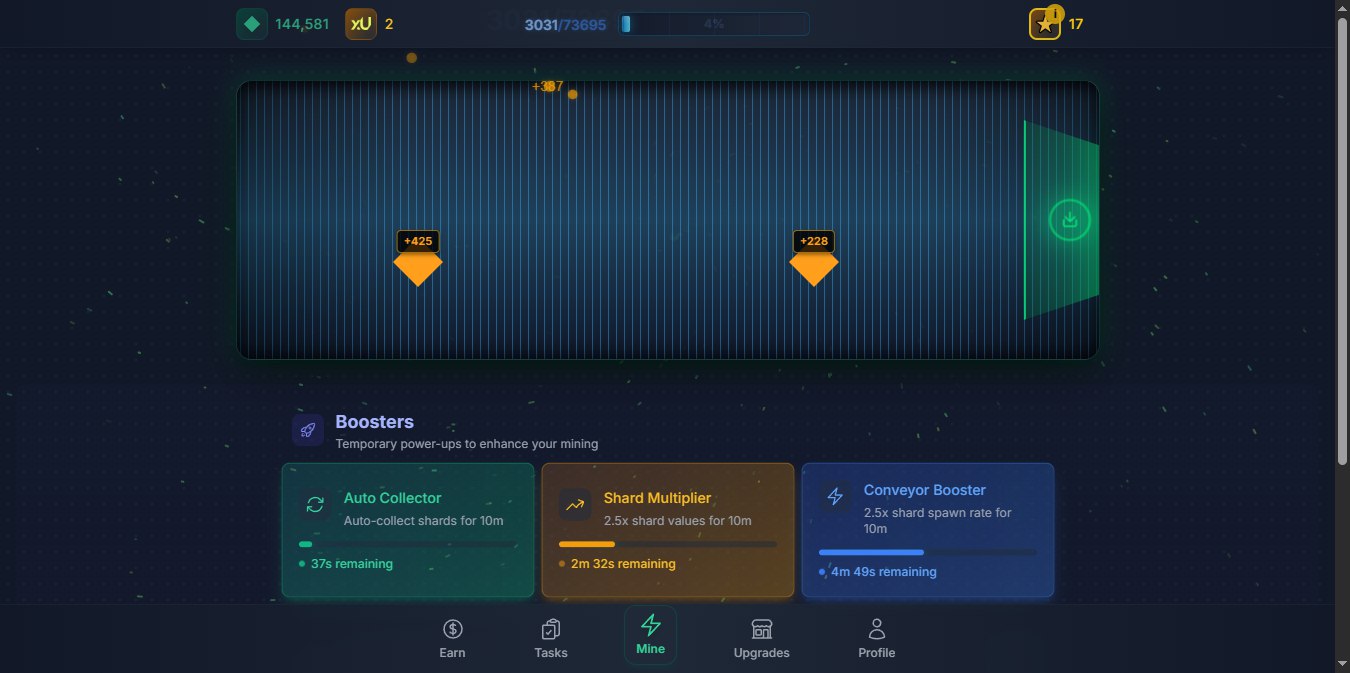 144,581
xU
2
3031/73695
4%
17
+425
+228
Boosters
Temporary power-ups to enhance your mining
Auto Collector
Auto-collect shards for 10m
37s remaining
Shard Multiplier
2.5x shard values for 10m
2m 32s remaining
Conveyor Booster
2.5x shard spawn rate for
10m
4m 49s remaining
Earn
Tasks
Mine
Upgrades
Profile